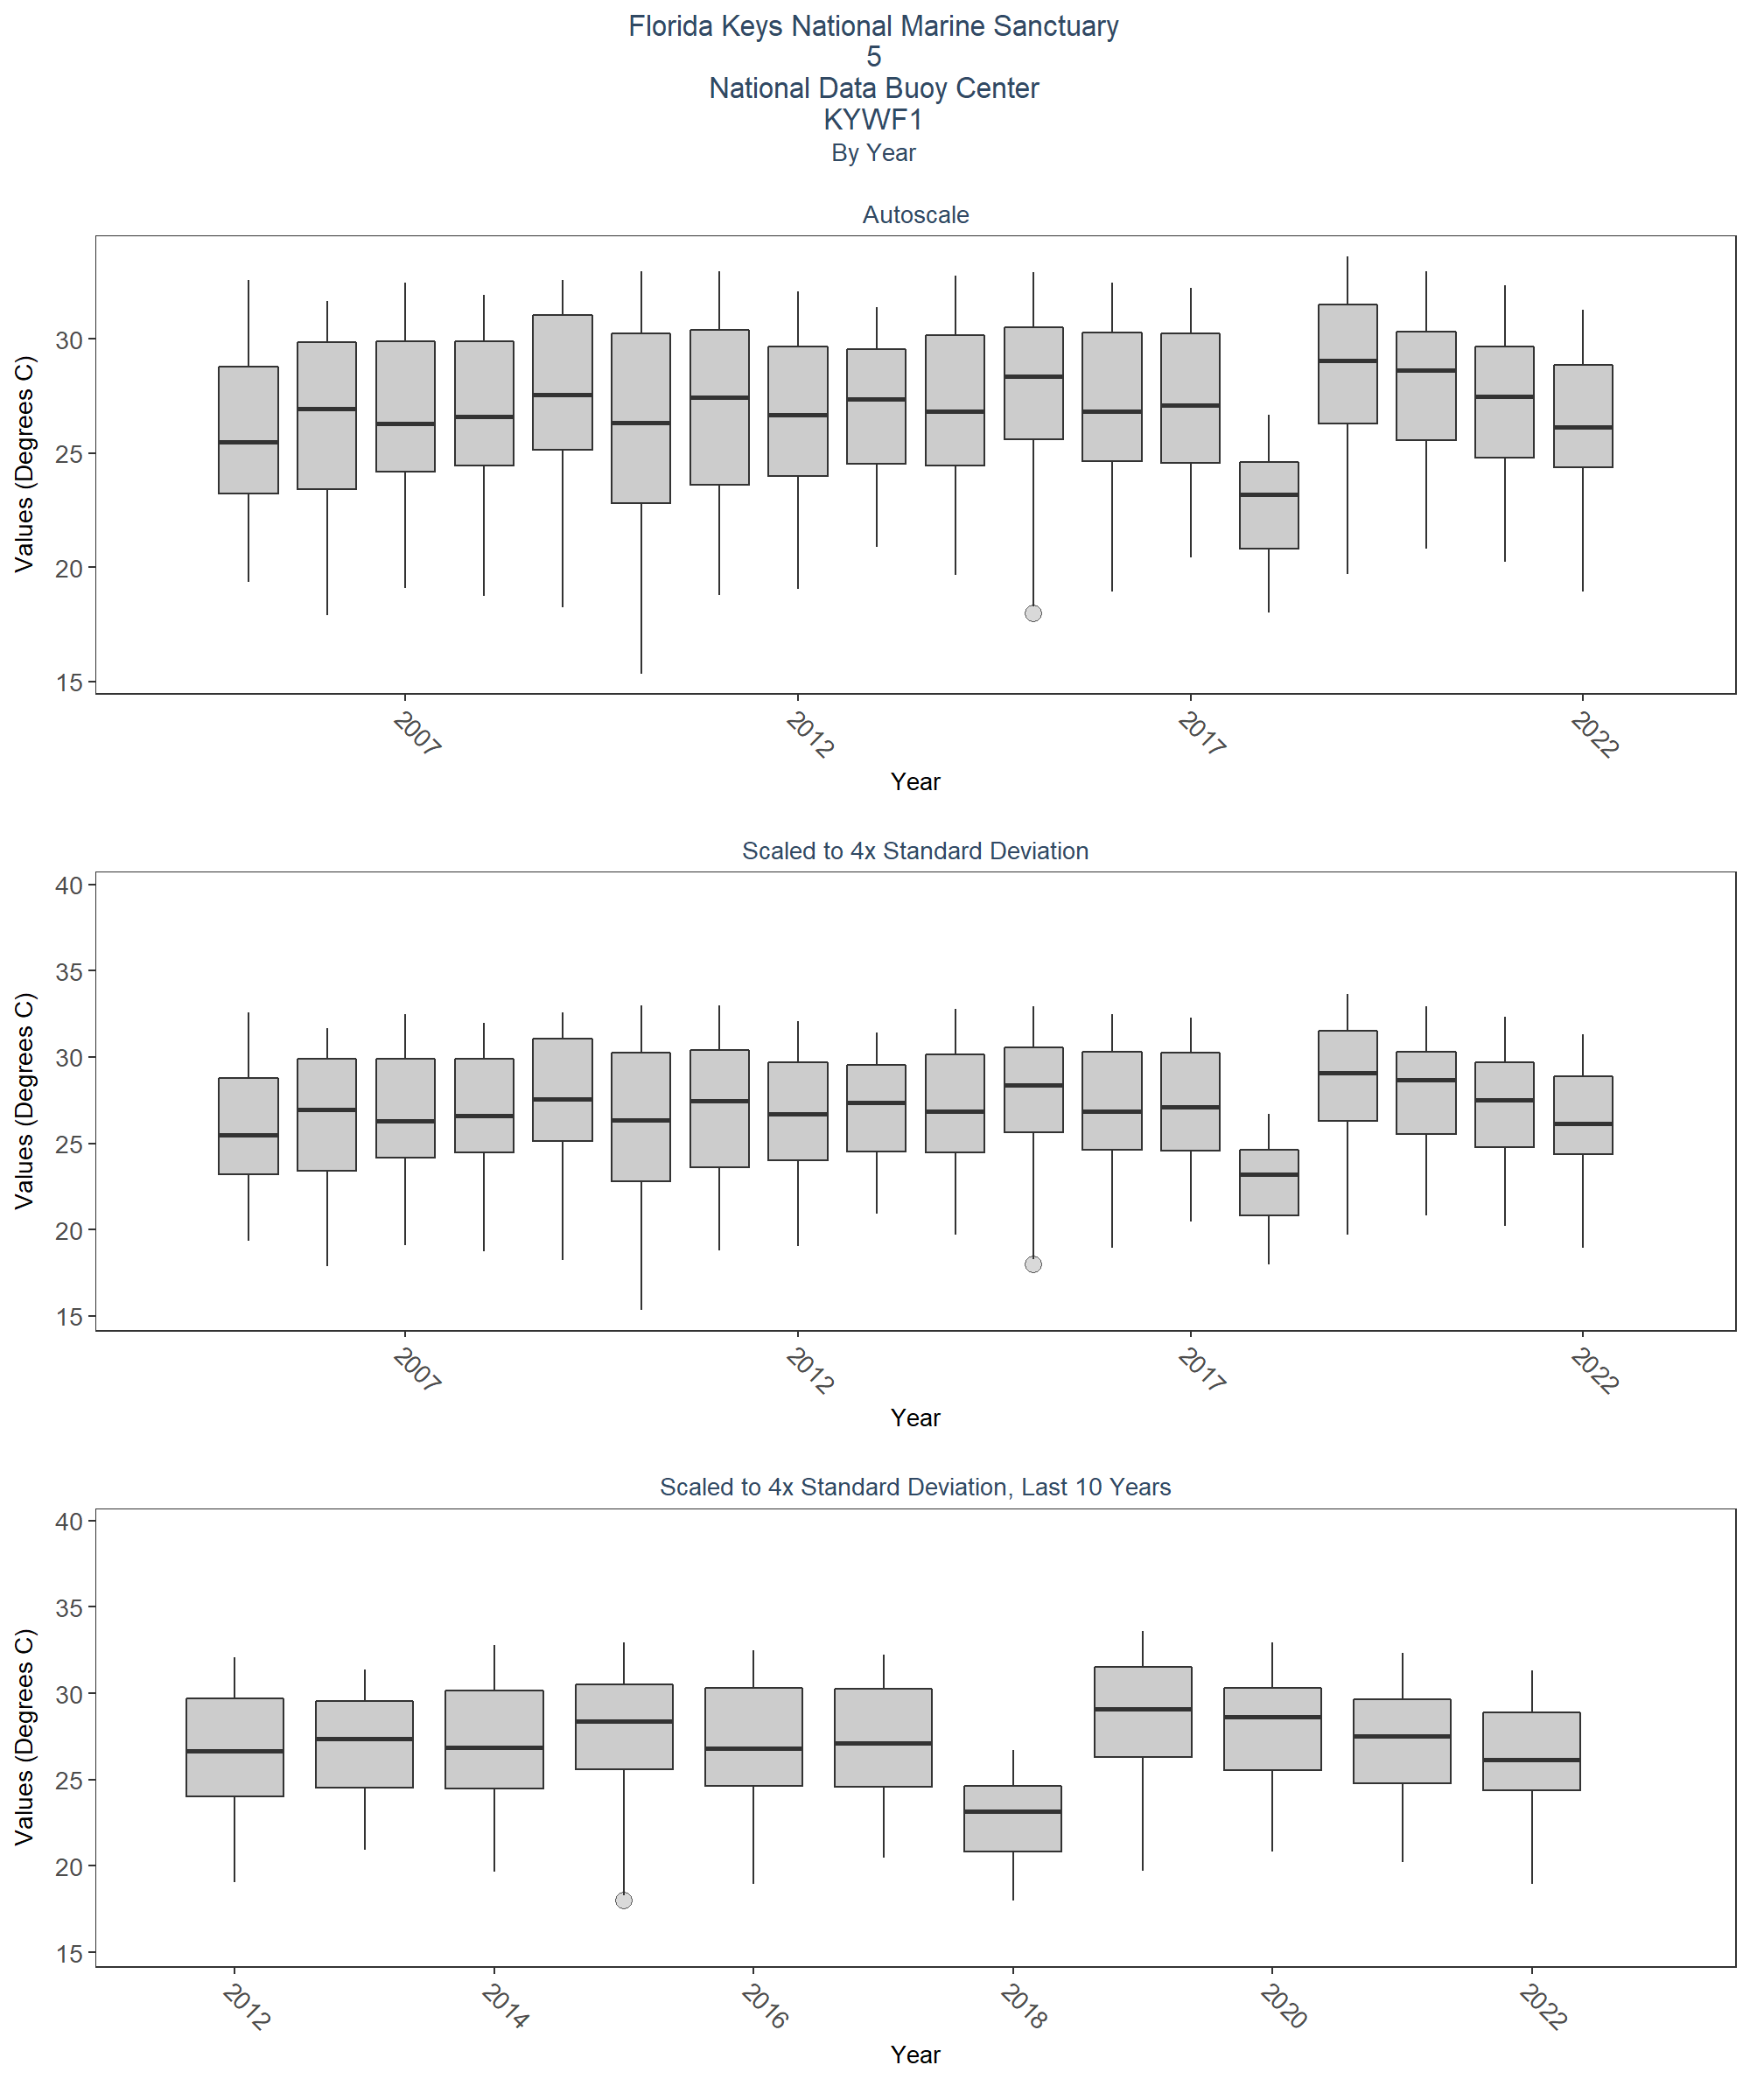 Florida Keys National Marine Sanctuary
5
National Data Buoy Center
KYWF1
By Year
Autoscale
Values (Degrees C)
30
25
20
15
2007
2012
2017
2022
Year
Scaled to 4x Standard Deviation
Values (Degrees C)
40
35
30
25
20
15
2007
2012
2017
2022
Year
Scaled to 4x Standard Deviation, Last 10 Years
Values (Degrees C)
40
35
30
25
20
15
2012
2014
2016
2018
2020
2022
Year